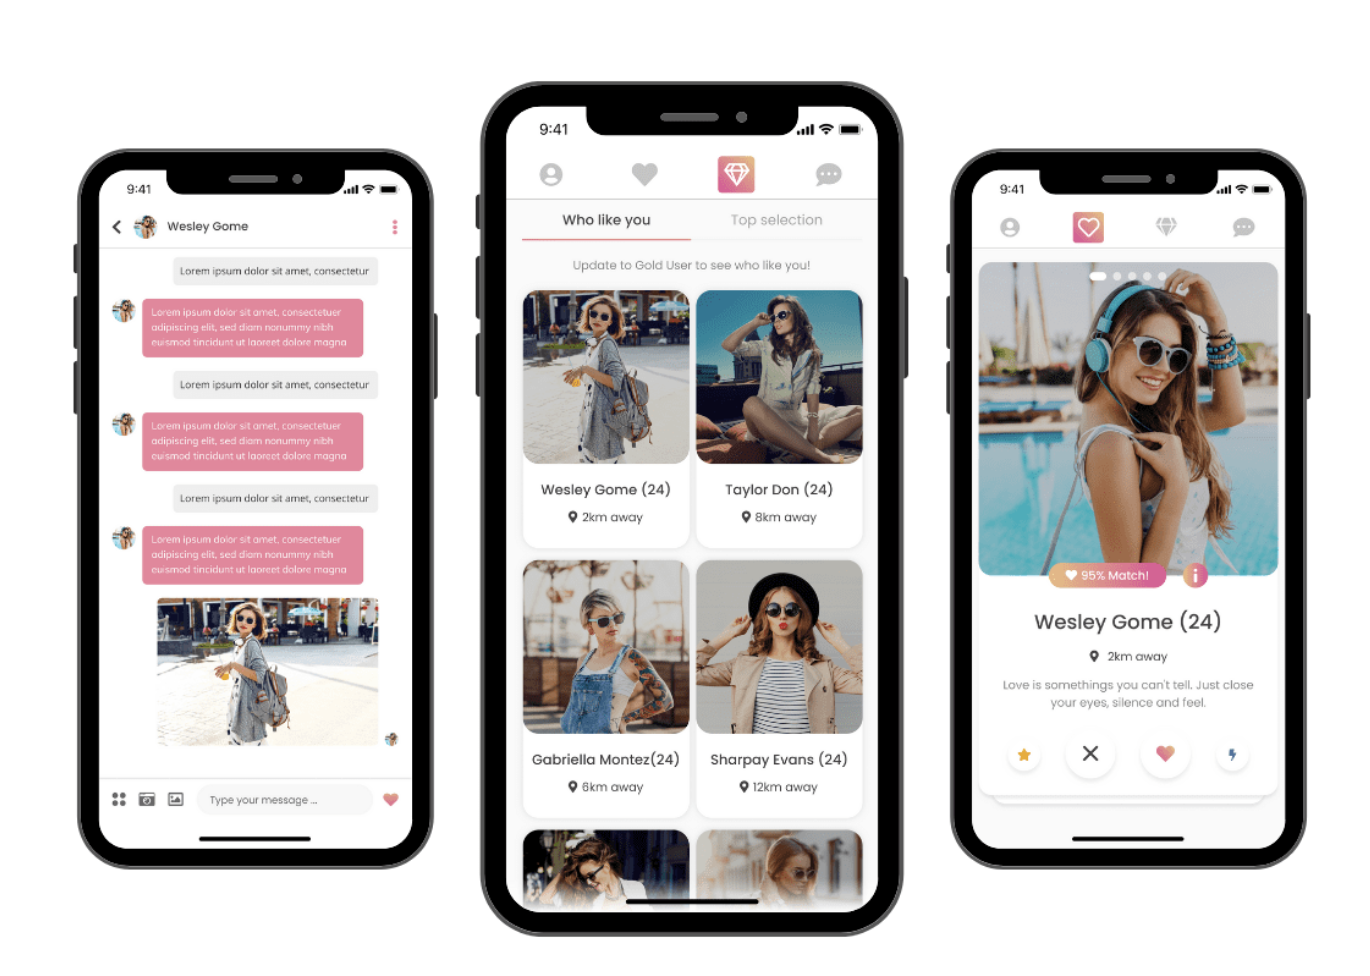 9:41
Wesley Gome
Lorem ipsum dolor sit amet, consectetur
Lorem ipsum dolor sit amet, consectetuer
adipiscing elit, sed diam nonummy nibh
euismod tincidunt ut laoreet dolore magna
Lorem ipsum dolor sit amet, consectetur
Lorem ipsum dolor sit amet, consectetuer
adipiscing elit, sed diam nonummy nibh
euismod tincidunt ut laoreet dolore magna
Lorem ipsum dolor sit amet, consectetur
Lorem ipsum dolor sit amet, consectetuer
adipiscing elit, sed diam nonummy nibh
euismod tincidunt ut laoreet dolore magna
Type your message ...
9:41
Who like you
Top selection
Update to Gold User to see who like you!
Wesley Gome (24)
2km away
Taylor Don (24)
8km away
Gabriella Montez(24)
6km away
Sharpay Evans (24)
12km away
9:41
95% Match!
i
Wesley Gome (24)
2km away
Love is somethings you can't tell. Just close
your eyes, silence and feel.